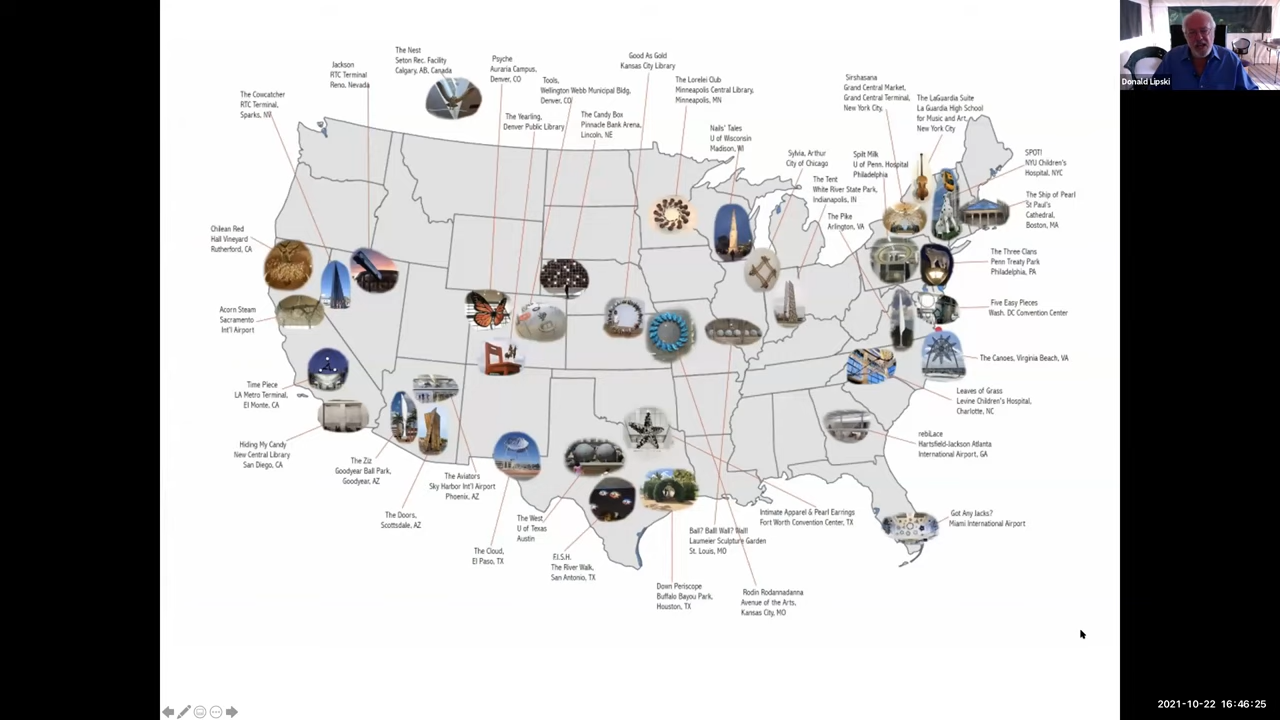 Donald Lipski
The Nest
Seton Rec. Facility
Calgary, AB, Canada
Jackson
RTC Terminal
Reno, Nevada
The Cowcatcher
RTC Terminal,
Sparks, NV
Psyche
Auraria Campus,
Denver, CO
Tools,
Wellington Webb Municipal Bldg,
Denver, CO
The Yearling,
Denver Public Library
The Candy Box
Pinnacle Bank Arena,
Lincoln, NE
Good As Gold
Kansas City Library
The Lorelei Club
Minneapolis Central Library,
Minneapolis, MN
Nails' Tales
U of Wisconsin
Madison, WI
Sylvia, Arthur
City of Chicago
The Tent
White River State Park,
Indianapolis, IN
The Pike
Arlington, VA
Sirshasana
Grand Central Market,
Grand Central Terminal,
New York City,
Spilt Milk
U of Penn. Hospital
Philadelphia
The LaGuardia Suite
La Guardia High School
for Music and Art,
New York City
SPOT!
NYU Children's
Hospital, NYC
The Ship of Pearl
St Paul's
Cathedral,
Boston, MA
The Three Clans
Penn Treaty Park
Philadelphia, PA
Five Easy Pieces
Wash. DC Convention Center
The Canoes, Virginia Beach, VA
Leaves of Grass
Levine Children's Hospital,
Charlotte, NC
rebiLace
Hartsfield-Jackson Atlanta
International Airport, GA
Got Any Jacks?
Miami International Airport
Chilean Red
Hall Vineyard
Rutherford, CA
Acorn Steam
Sacramento
Int'l Airport
Time Piece
LA Metro Terminal,
El Monte, CA
Hiding My Candy
New Central Library
San Diego, CA
The Ziz
Goodyear Ball Park,
Goodyear, AZ
The Doors,
Scottsdale, AZ
The Aviators
Sky Harbor Int'l Airport
Phoenix, AZ
The Cloud,
El Paso, TX
The West,
U of Texas
Austin
F.I.S.H.
The River Walk,
San Antonio, TX
Down Periscope
Buffalo Bayou Park,
Houston, TX
Ball? Ball! Wall? Wall!
Laumeier Sculpture Garden
St. Louis, MO
Intimate Apparel & Pearl Earrings
Fort Worth Convention Center, TX
Rodin Rodannadanna
Avenue of the Arts,
Kansas City, MO
2021-10-22 16:46:25